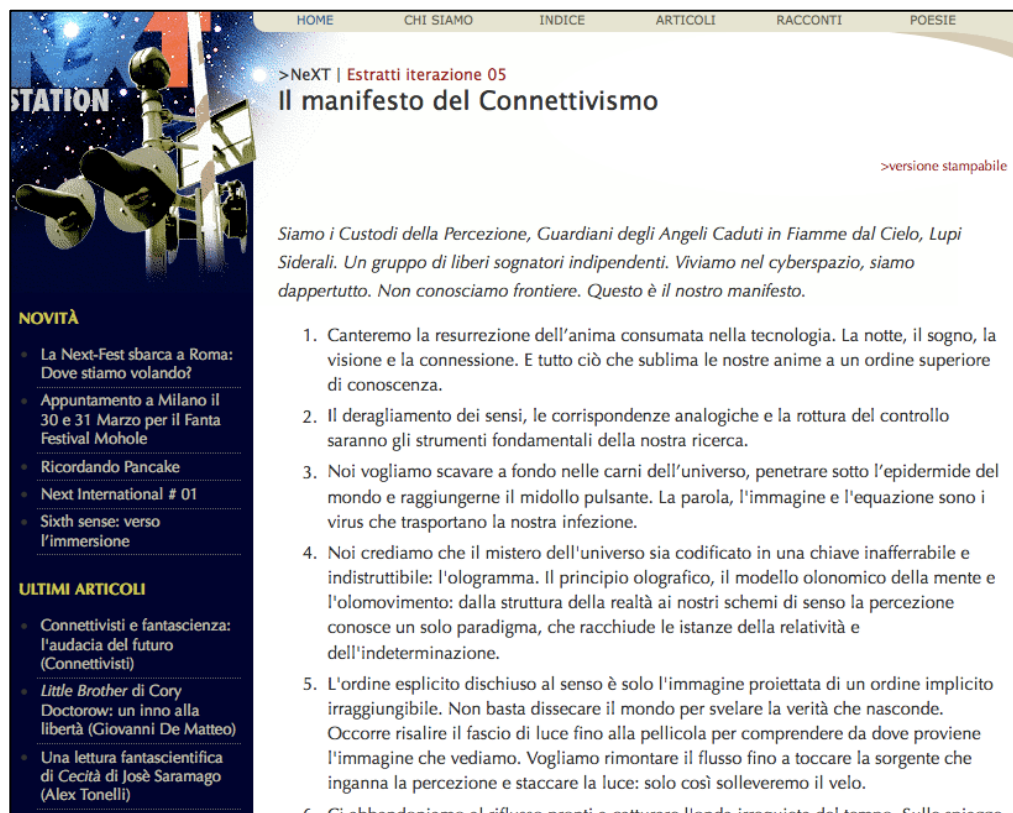 HOME CHI SIAMO INDICE ARTICOLI RACCONTI POESIE
NEXT
STATION
>NeXT | Estratti iterazione 05
Il manifesto del Connettivismo
>versione stampabile
Siamo i Custodi della Percezione, Guardiani degli Angeli Caduti in Fiamme dal Cielo, Lupi
Siderali. Un gruppo di liberi sognatori indipendenti. Viviamo nel cyberspazio, siamo
dappertutto. Non conosciamo frontiere. Questo è il nostro manifesto.
1. Canteremo la resurrezione dell’anima consumata nella tecnologia. La notte, il sogno, la
visione e la connessione. E tutto ciò che sublima le nostre anime a un ordine superiore
di conoscenza.
2. Il deragliamento dei sensi, le corrispondenze analogiche e la rottura del controllo
saranno gli strumenti fondamentali della nostra ricerca.
3. Noi vogliamo scavare a fondo nelle carni dell’universo, penetrare sotto l’epidermide del
mondo e raggiungerne il midollo pulsante. La parola, l'immagine e l'equazione sono i
virus che trasportano la nostra infezione.
4. Noi crediamo che il mistero dell'universo sia codificato in una chiave inafferrabile e
indistruttibile: l'ologramma. Il principio olografico, il modello olonomico della mente e
l'olomovimento: dalla struttura della realtà ai nostri schemi di senso la percezione
conosce un solo paradigma, che racchiude le istanze della relatività e
dell'indeterminazione.
5. L'ordine esplicito dischiuso al senso è solo l'immagine proiettata di un ordine implicito
irraggiungibile. Non basta dissecare il mondo per svelare la verità che nasconde.
Occorre risalire il fascio di luce fino alla pellicola per comprendere da dove proviene
l'immagine che vediamo. Vogliamo rimontare il flusso fino a toccare la sorgente che
inganna la percezione e staccare la luce: solo così solleveremo il velo.
NOVITÀ
La Next-Fest sbarca a Roma:
Dove stiamo volando?
Appuntamento a Milano il
30 e 31 Marzo per il Fanta
Festival Mohole
Ricordando Pancake
Next International # 01
Sixth sense: verso
l’immersione
ULTIMI ARTICOLI
Connettivisti e fantascienza:
l'audacia del futuro
(Connettivisti)
Little Brother di Cory
Doctorow: un inno alla
libertà (Giovanni De Matteo)
Una lettura fantascientifica
di Cecità di Josè Saramago
(Alex Tonelli)